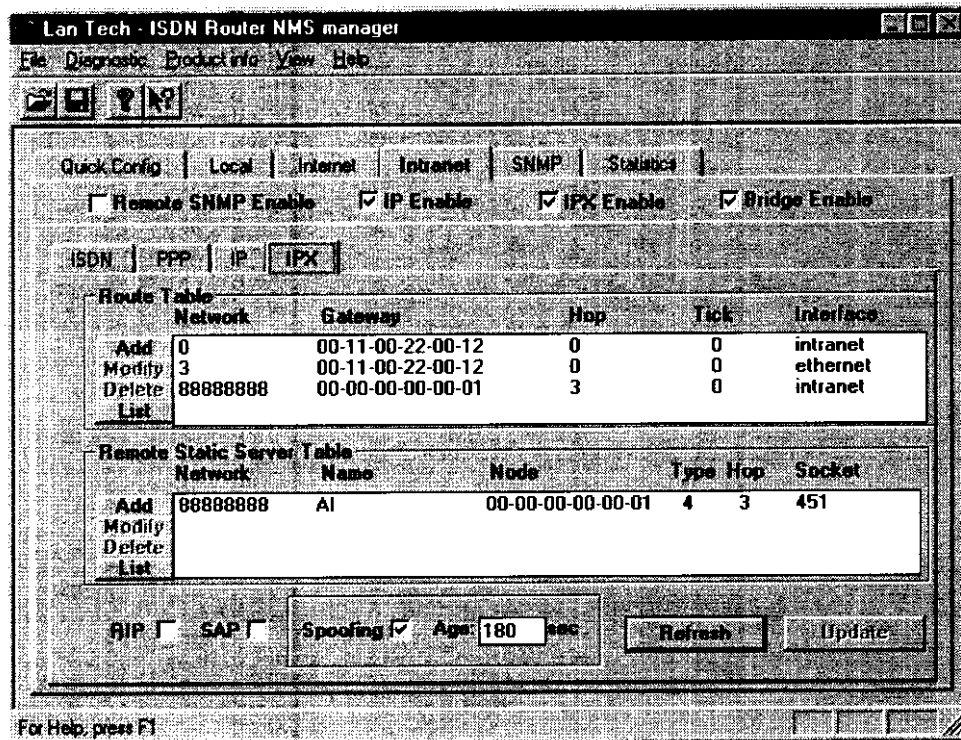 Lan Tech - ISDN Router NMS manager
File Diagnostic Product info View Help
Quick Config Local Internet Intranet SNMP Statistics
Remote SNMP Enable IP Enable IPX Enable Bridge Enable
ISDN PPP IP IPX
Route Table
Network Gateway Hop Tick Interface
Add 0 00-11-00-22-00-12 0 0 intranet
Modify 3 00-11-00-22-00-12 0 0 ethernet
Delete 88888888 00-00-00-00-00-01 3 0 intranet
List
Remote Static Server Table
Network Name Node Type Hop Socket
Add 88888888 AI 00-00-00-00-00-01 4 3 451
Modify
Delete
List
RIP SAP Spoofing Age: 180 sec Refresh Update
For Help, press F1